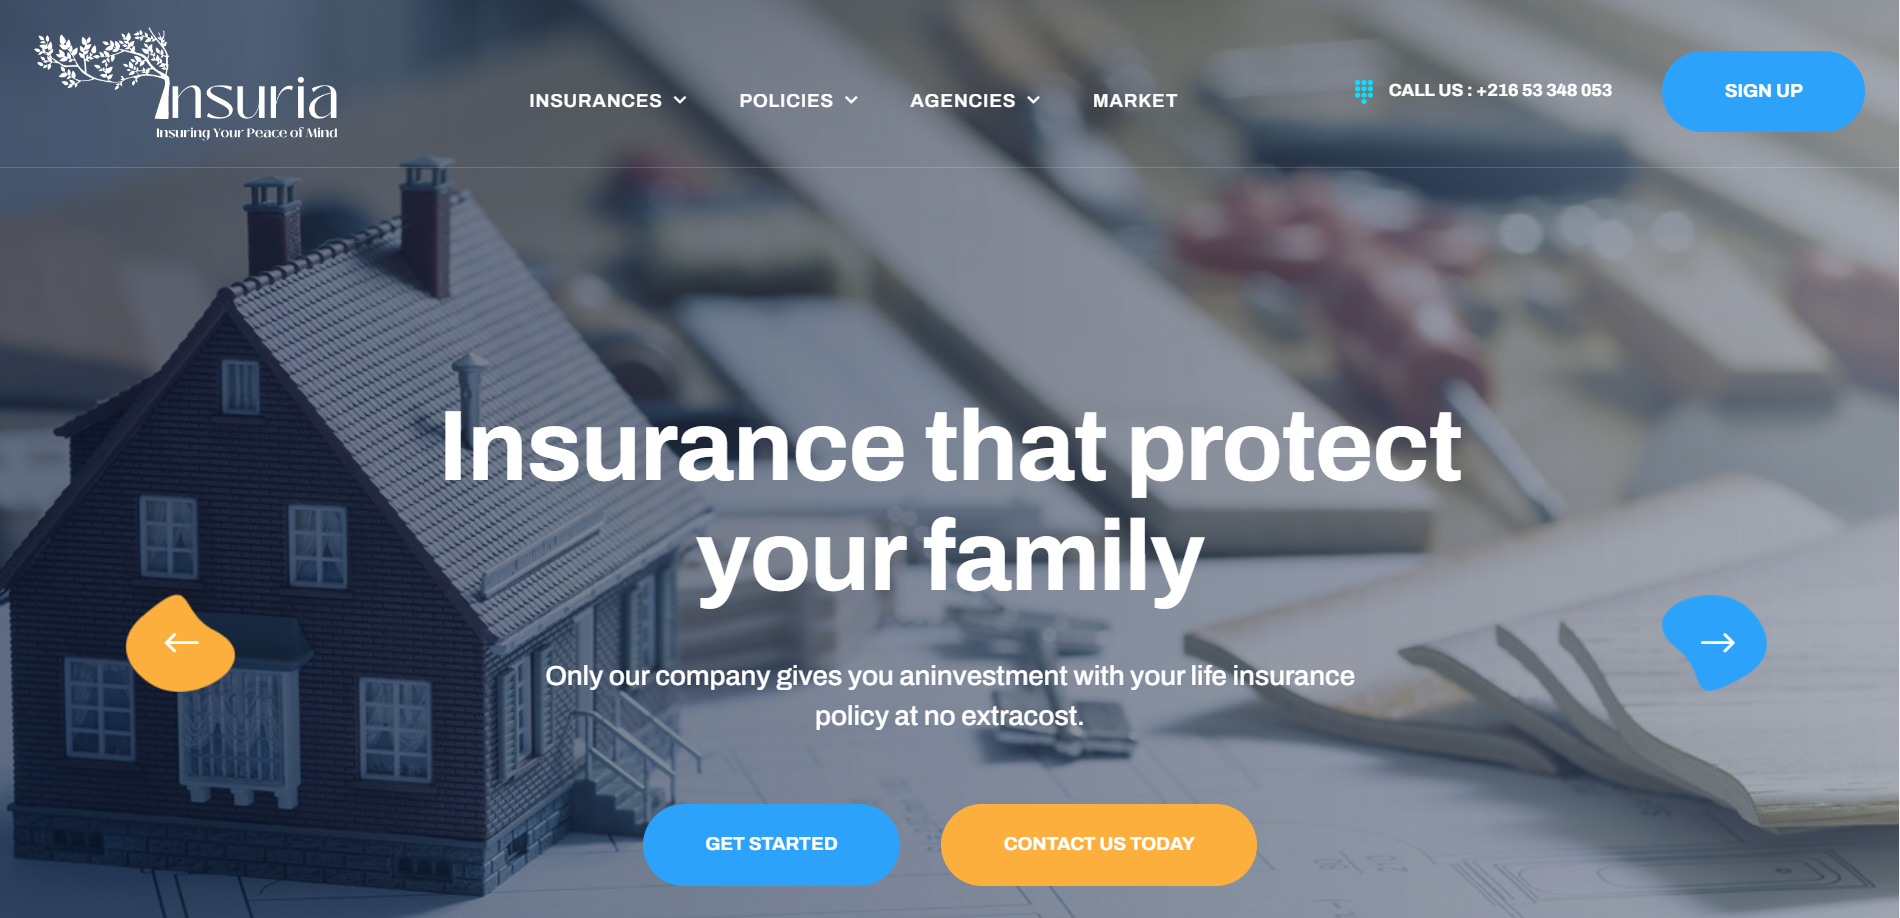 Insuria
Insuring Your Peace of Mind
INSURANCES
POLICIES
AGENCIES
MARKET
CALL US : +216 53 348 053
SIGN UP
Insurance that protect
your family
Only our company gives you aninvestment with your life insurance
policy at no extracost.
GET STARTED
CONTACT US TODAY